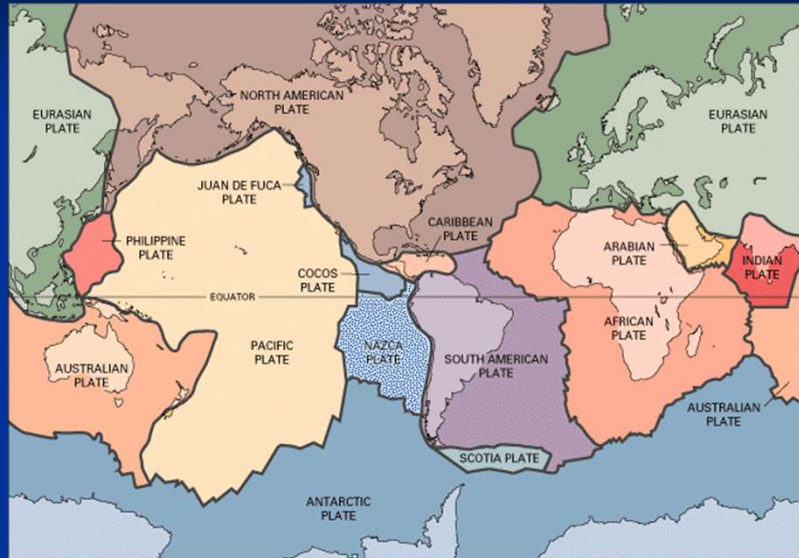 NORTH AMERICAN
PLATE
EURASIAN
PLATE
EURASIAN
PLATE
JUAN DE FUCA
PLATE
CARIBBEAN
PLATE
PHILIPPINE
PLATE
ARABIAN
PLATE
INDIAN
PLATE
COCOS
PLATE
EQUATOR
AFRICAN
PLATE
PACIFIC
PLATE
NAZCA
PLATE
SOUTH AMERICAN
PLATE
AUSTRALIAN
PLATE
AUSTRALIAN
PLATE
SCOTIA PLATE
ANTARCTIC
PLATE